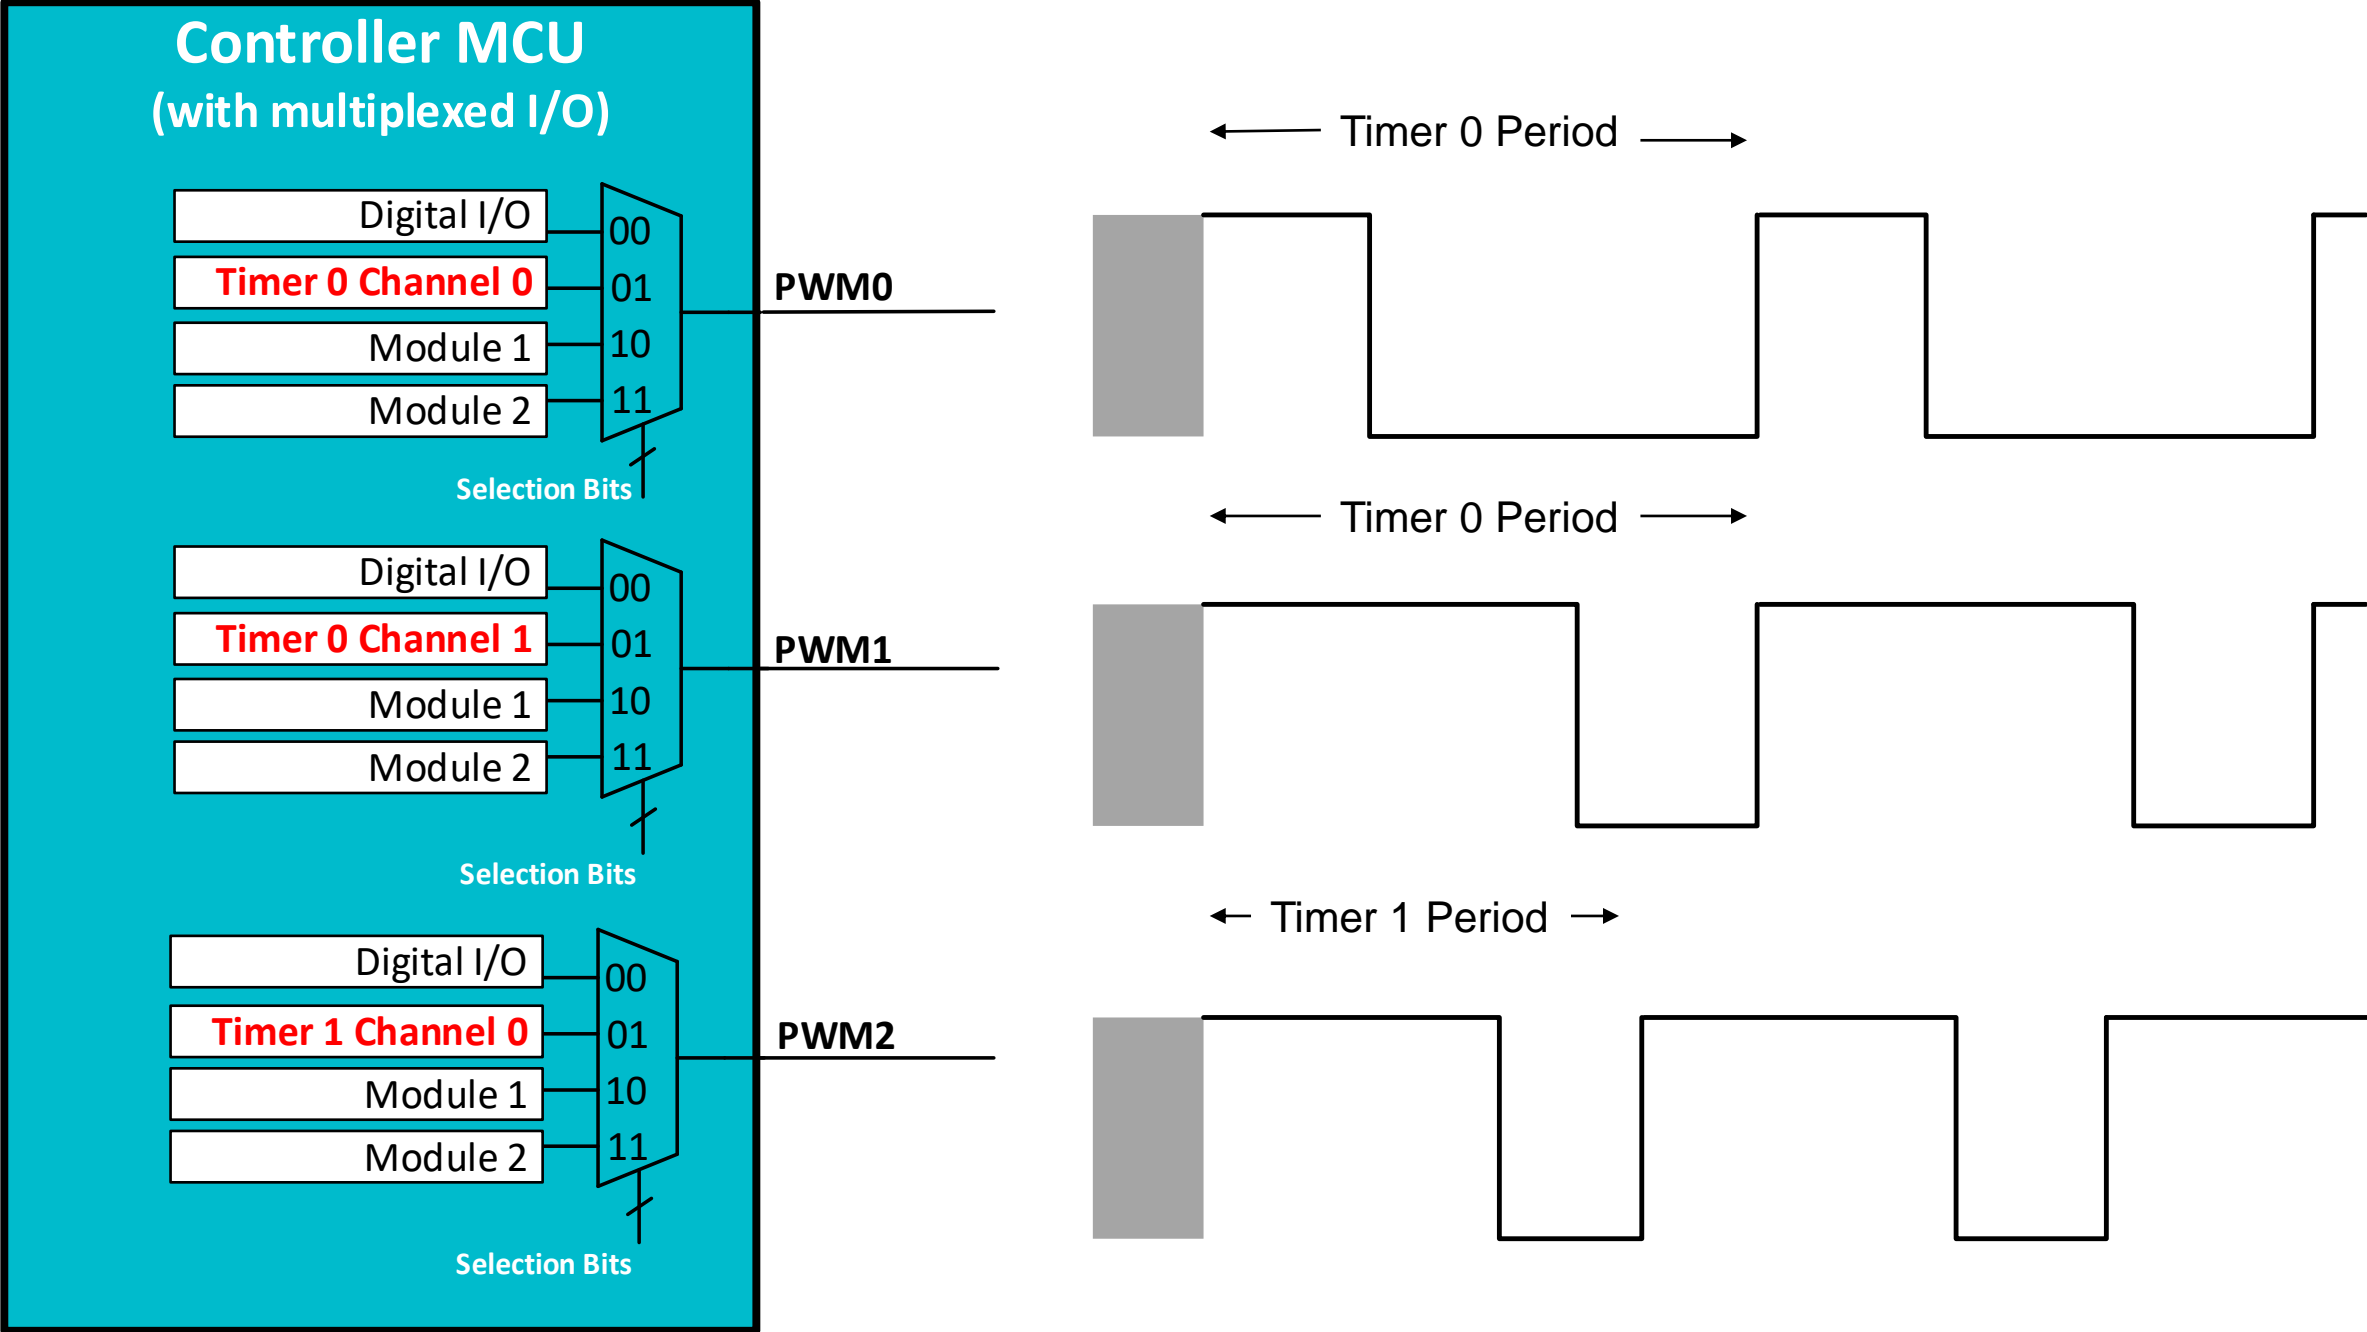 Controller MCU
(with multiplexed I/O)
Digital I/O
00
Timer 0 Channel 0
01
Module 1
10
Module 2
11
Selection Bits
PWM0
Timer 0 Period
Digital I/O
00
Timer 0 Channel 1
01
Module 1
10
Module 2
11
Selection Bits
PWM1
Timer 0 Period
Digital I/O
00
Timer 1 Channel 0
01
Module 1
10
Module 2
11
Selection Bits
PWM2
Timer 1 Period